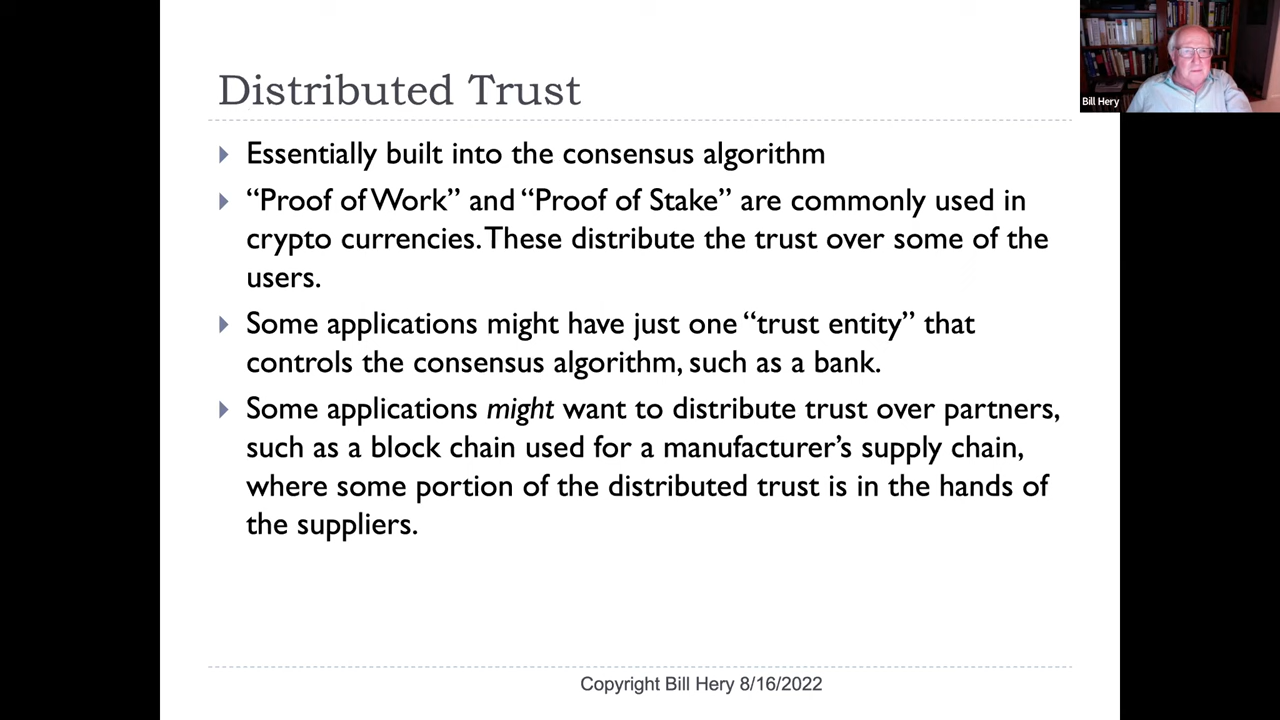 Distributed Trust
Essentially built into the consensus algorithm
“Proof of Work” and “Proof of Stake” are commonly used in
crypto currencies. These distribute the trust over some of the
users.
Some applications might have just one “trust entity” that
controls the consensus algorithm, such as a bank.
Some applications might want to distribute trust over partners,
such as a block chain used for a manufacturer’s supply chain,
where some portion of the distributed trust is in the hands of
the suppliers.
Copyright Bill Hery 8/16/2022
Bill Hery